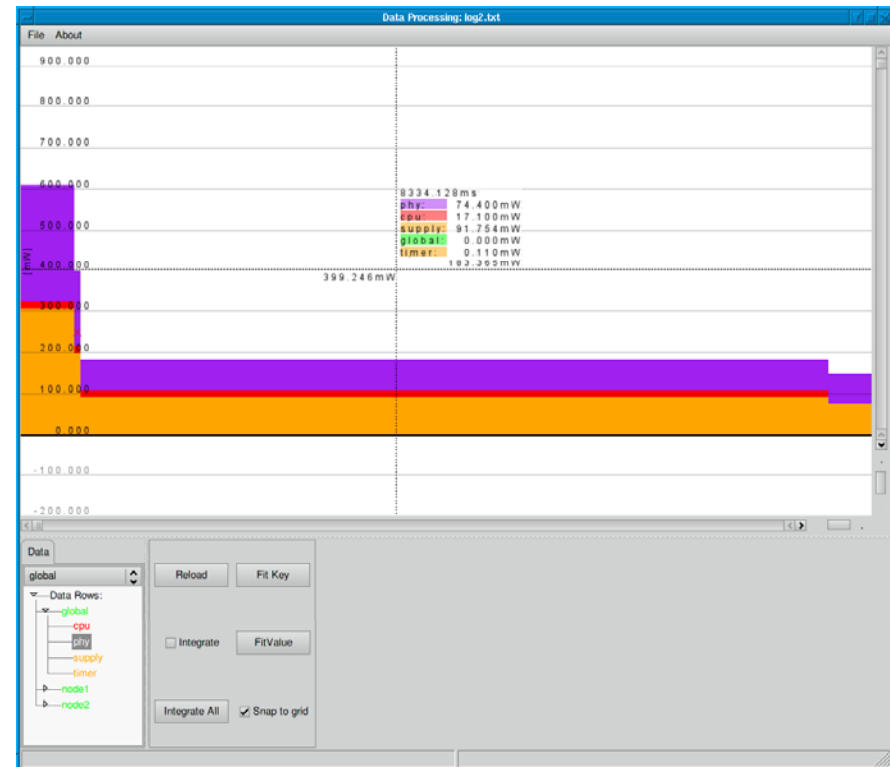 Data Processing: log2.txt
File About
900.000
800.000
700.000
600.000
8334.128ms
phy: 74.400mW
cpu: 17.100mW
500.000
supply: 91.754mW
global: 0.000mW
timer: 0.110mW
[mW]
400.000
183.365mW
399.246mW
300.000
200.000
100.000
0.000
-100.000
-200.000
Data
global
Reload Fit Key
Data Rows:
global
cpu
phy
Integrate FitValue
supply
timer
node1
node2
Integrate All Snap to grid